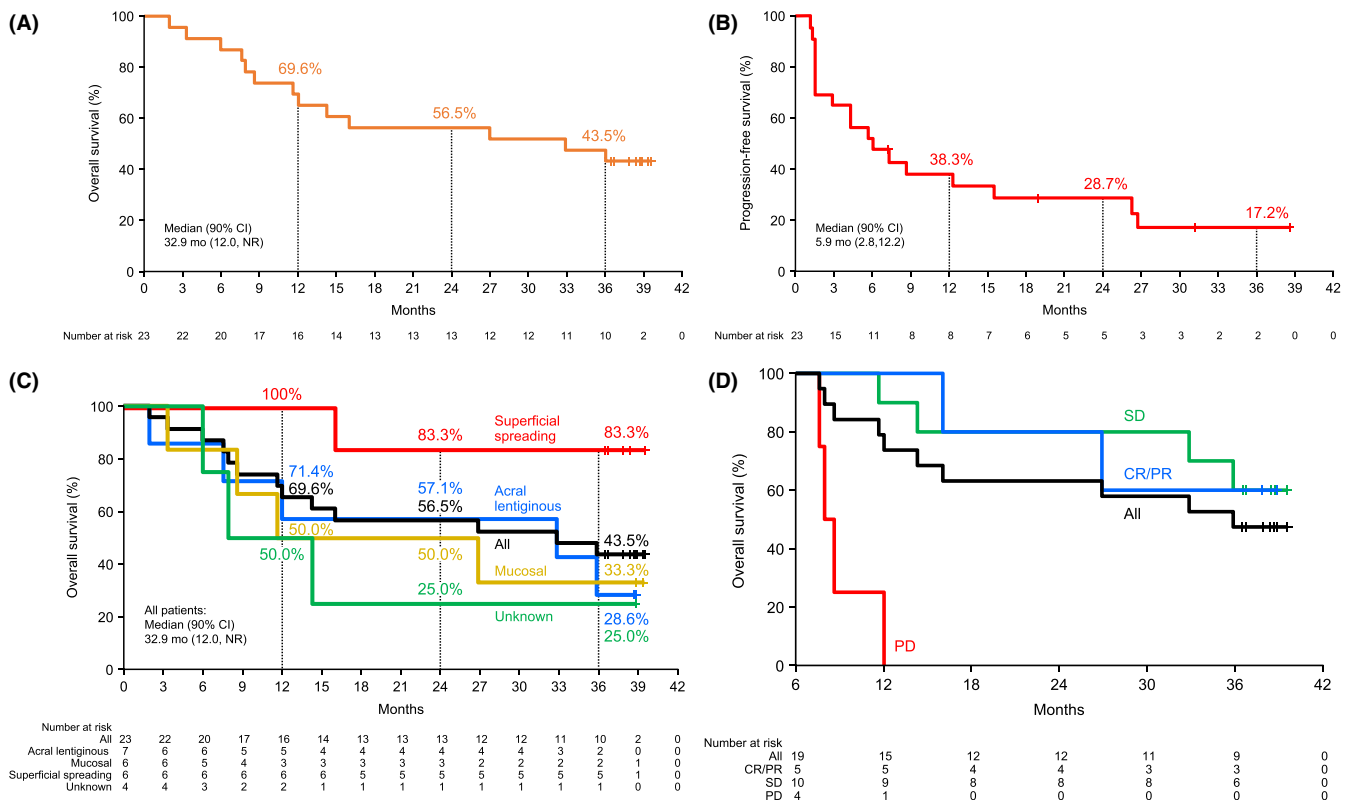 (A)
100
80
60
40
20
0
Overall survival (%)
69.6%
56.5%
43.5%
Median (90% CI)
32.9 mo (12.0, NR)
0 3 6 9 12 15 18 21 24 27 30 33 36 39 42
Months
Number at risk 23 22 20 17 16 14 13 13 13 12 12 11 10 2 0
(B)
100
80
60
40
20
0
Progression-free survival (%)
38.3%
28.7%
17.2%
Median (90% CI)
5.9 mo (2.8,12.2)
0 3 6 9 12 15 18 21 24 27 30 33 36 39 42
Months
Number at risk 23 15 11 8 8 7 6 5 5 3 3 2 2 0 0
(C)
100
80
60
40
20
0
Overall survival (%)
100%
Superficial
spreading
83.3%
83.3%
71.4%
69.6%
57.1%
56.5%
Acral
lentiginous
All
43.5%
50.0%
50.0%
50.0%
Mucosal
33.3%
25.0%
Unknown
28.6%
25.0%
All patients:
Median (90% CI)
32.9 mo (12.0, NR)
0 3 6 9 12 15 18 21 24 27 30 33 36 39 42
Months
Number at risk
All 23 22 20 17 16 14 13 13 13 12 12 11 10 2 0
Acral lentiginous 7 6 6 5 5 4 4 4 4 4 4 3 2 0 0
Mucosal 6 6 5 4 3 3 3 3 3 2 2 2 2 1 0
Superficial spreading 6 6 6 6 6 6 5 5 5 5 5 5 5 1 0
Unknown 4 4 3 2 2 1 1 1 1 1 1 1 1 0 0
(D)
100
80
60
40
20
0
Overall survival (%)
SD
CR/PR
All
PD
6 12 18 24 30 36 42
Months
Number at risk
All 19 15 12 12 11 9 0
CR/PR 5 5 4 4 3 3 0
SD 10 9 8 8 8 6 0
PD 4 1 0 0 0 0 0